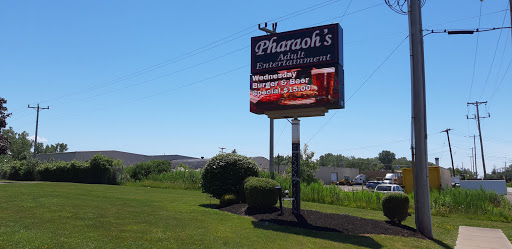 Pharaoh's
Adult
Entertainment
Wednesday
Burger & Beer
Special $15.00